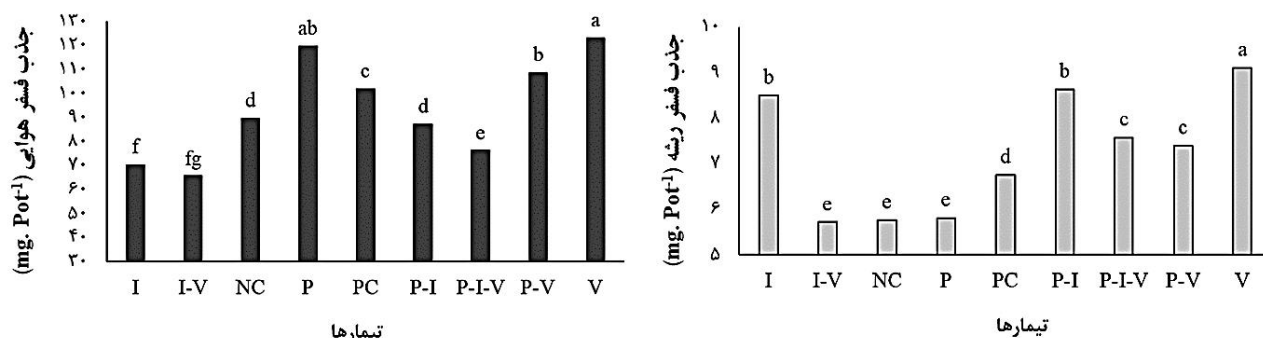 جذب فسفر هوایی
(mg. Pot-1)
۱۳۰
۱۲۰
۱۱۰
۱۰۰
۹۰
۸۰
۷۰
۶۰
۵۰
۴۰
۳۰
f
fg
d
ab
c
d
e
b
a
I I-V NC P PC P-I P-I-V P-V V
تیمارها
جذب فسفر ریشه
(mg. Pot-1)
۱۰
۹
۸
۷
۶
۵
b
e
e
e
d
b
c
c
a
I I-V NC P PC P-I P-I-V P-V V
تیمارها